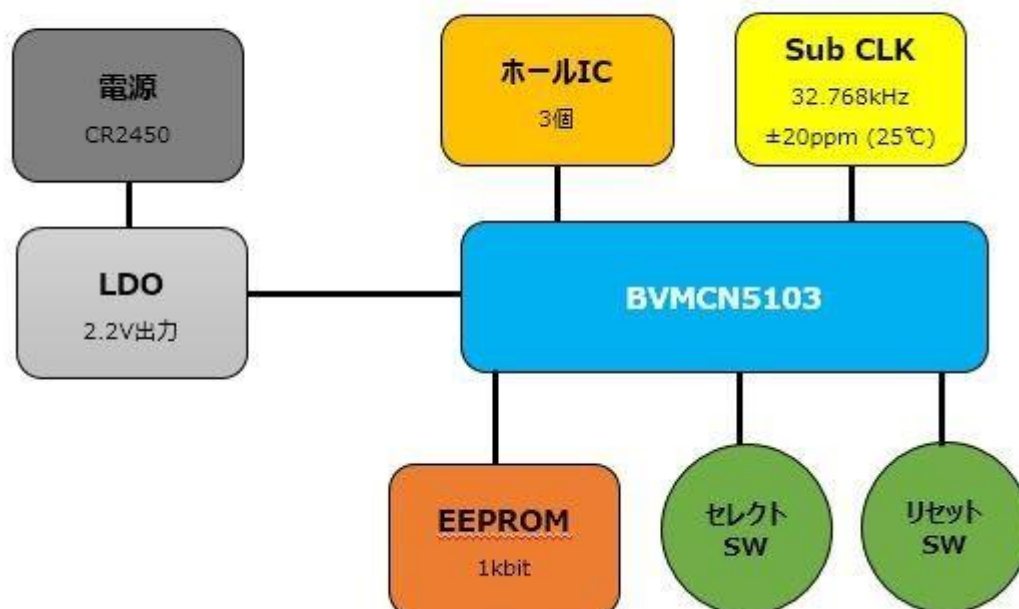 電源
CR2450
ホールIC
3個
Sub CLK
32.768kHz
±20ppm (25℃)
LDO
2.2V出力
BVMCN5103
EEPROM
1kbit
セレクト
SW
リセット
SW